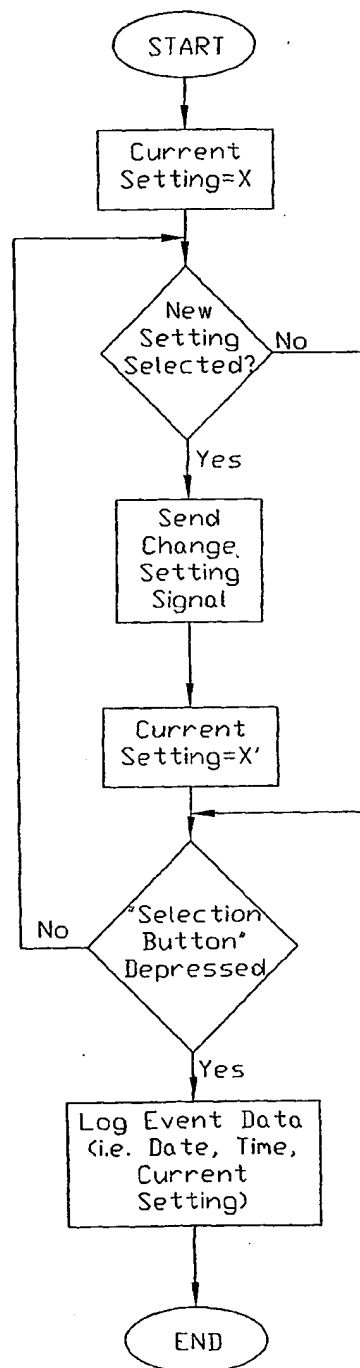 START
Current
Setting=X
New
Setting
Selected?
No
Yes
Send
Change
Setting
Signal
Current
Setting=X'
"Selection
Button"
Depressed
No
Yes
Log Event Data
(i.e. Date, Time,
Current
Setting)
END